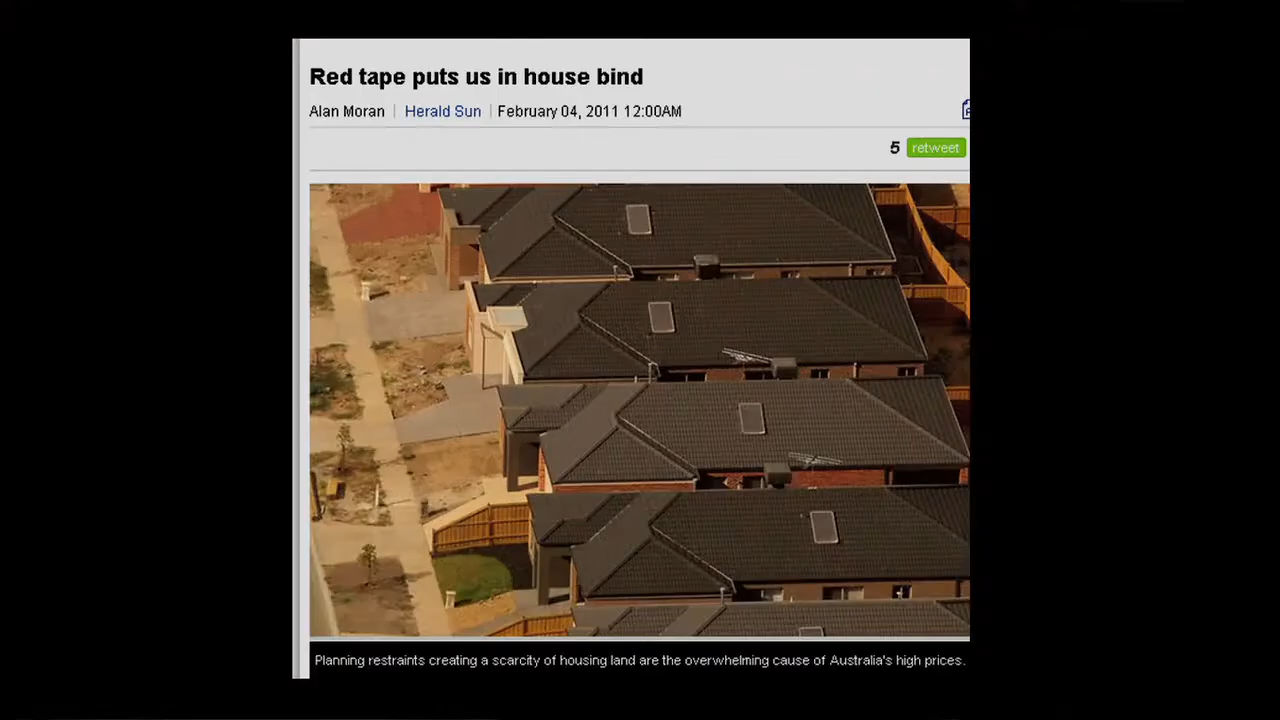 Red tape puts us in house bind
Alan Moran | Herald Sun | February 04, 2011 12:00AM
5 retweet
Planning restraints creating a scarcity of housing land are the overwhelming cause of Australia's high prices.